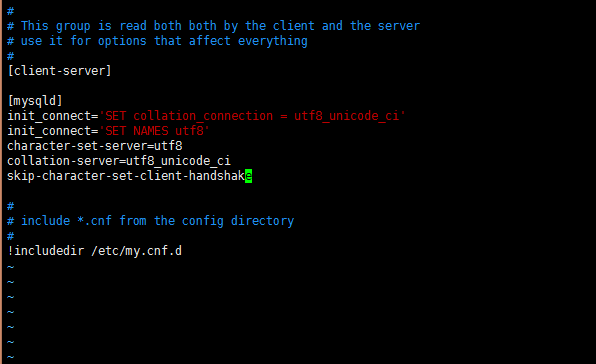 #
# This group is read both both by the client and the server
# use it for options that affect everything
#
[client-server]
[mysqld]
init_connect='SET collation_connection = utf8_unicode_ci'
init_connect='SET NAMES utf8'
character-set-server=utf8
collation-server=utf8_unicode_ci
skip-character-set-client-handshake
#
# include *.cnf from the config directory
#
!includedir /etc/my.cnf.d
~
~
~
~
~
~
~